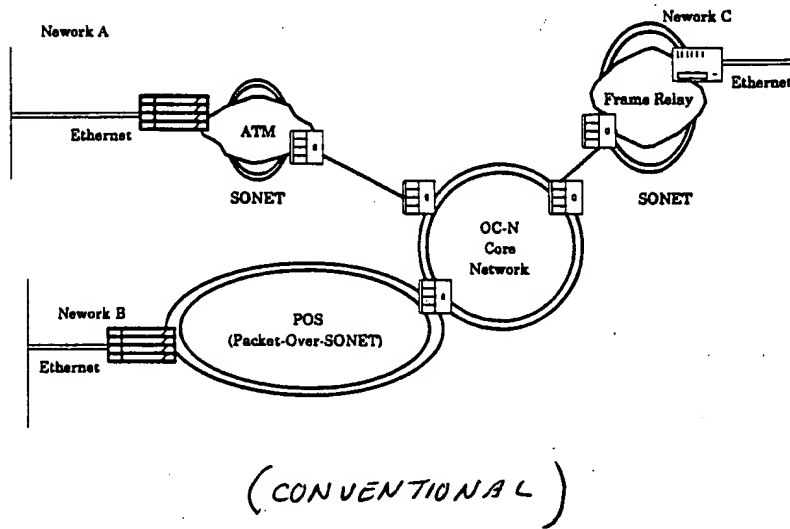 Nework A
Nework C
Ethernet
Ethernet
ATM
Frame Relay
SONET
SONET
OC-N
Core
Network
Nework B
POS
(Packet-Over-SONET)
Ethernet
(CONVENTIONAL)